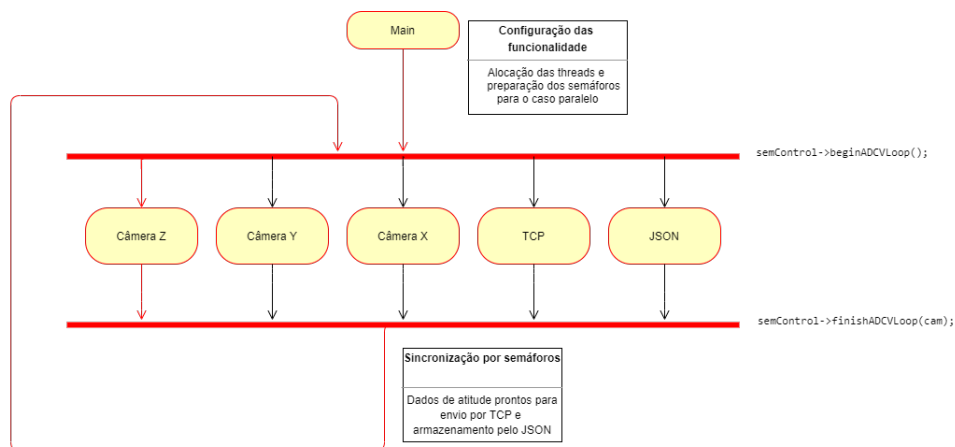 Main
Configuração das
funcionalidade
Alocação das threads e
preparação dos semáforos
para o caso paralelo
semControl->beginADCVLoop();
Câmera Z
Câmera Y
Câmera X
TCP
JSON
semControl->finishADCVLoop(cam);
Sincronização por semáforos
Dados de atitude prontos para
envio por TCP e
armazenamento pelo JSON